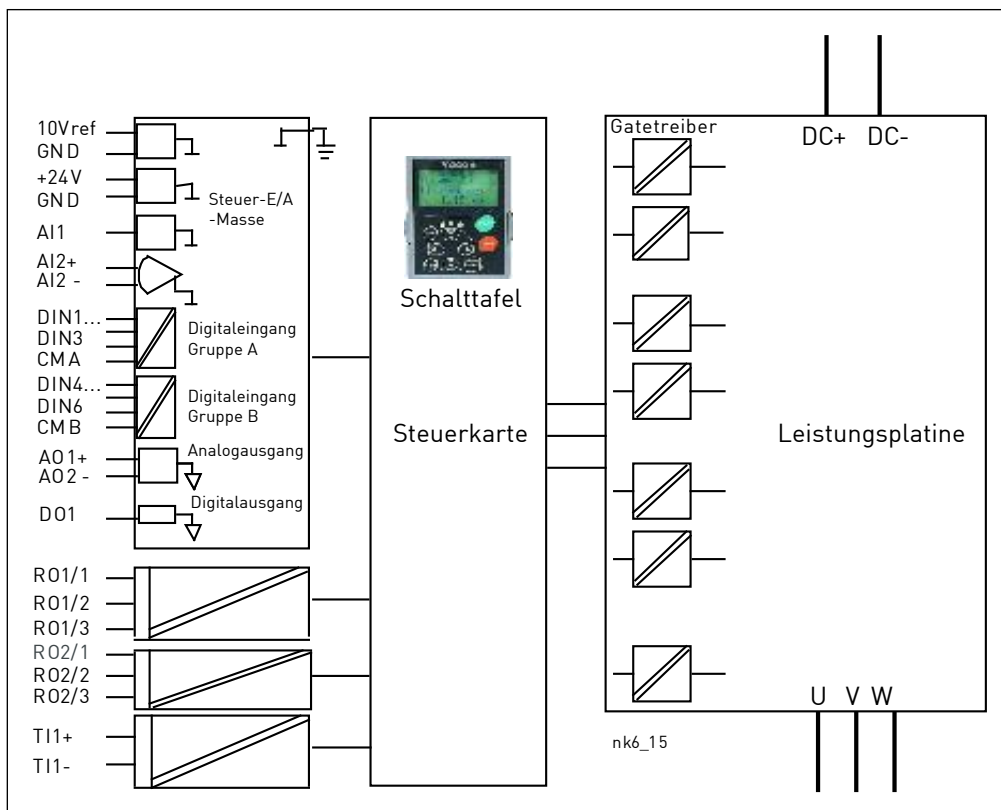 10Vref
GND
+24V
GND
AI1
AI2+
AI2 -
DIN1...
DIN3
CMA
DIN4...
DIN6
CMB
AO1+
AO2 -
DO1
RO1/1
RO1/2
RO1/3
RO2/1
RO2/2
RO2/3
TI1+
TI1-
Steuer-E/A
-Masse
Digitaleingang
Gruppe A
Digitaleingang
Gruppe B
Analogausgang
Digitalausgang
Schalttafel
Steuerkarte
Gatetreiber
DC+ DC-
Leistungsplatine
U V W
nk6_15